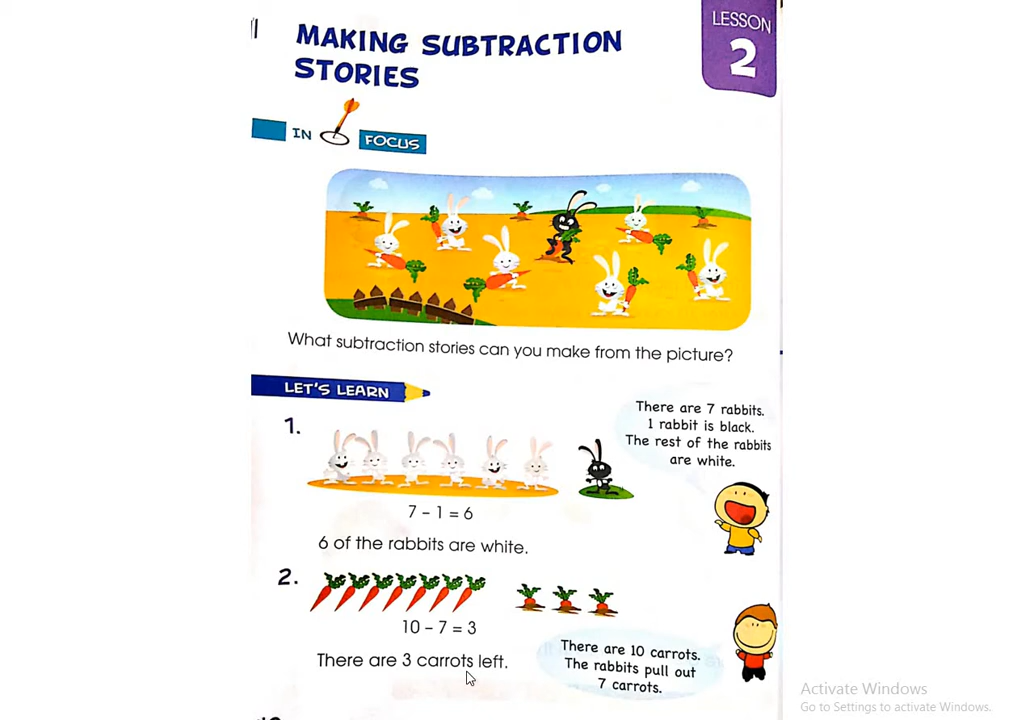 MAKING SUBTRACTION
STORIES
LESSON
2
IN FOCUS
What subtraction stories can you make from the picture?
LET'S LEARN
1.
There are 7 rabbits.
1 rabbit is black.
The rest of the rabbits
are white.
7 – 1 = 6
6 of the rabbits are white.
2.
10 – 7 = 3
There are 3 carrots left.
There are 10 carrots.
The rabbits pull out
7 carrots.
Activate Windows
Go to Settings to activate Windows.